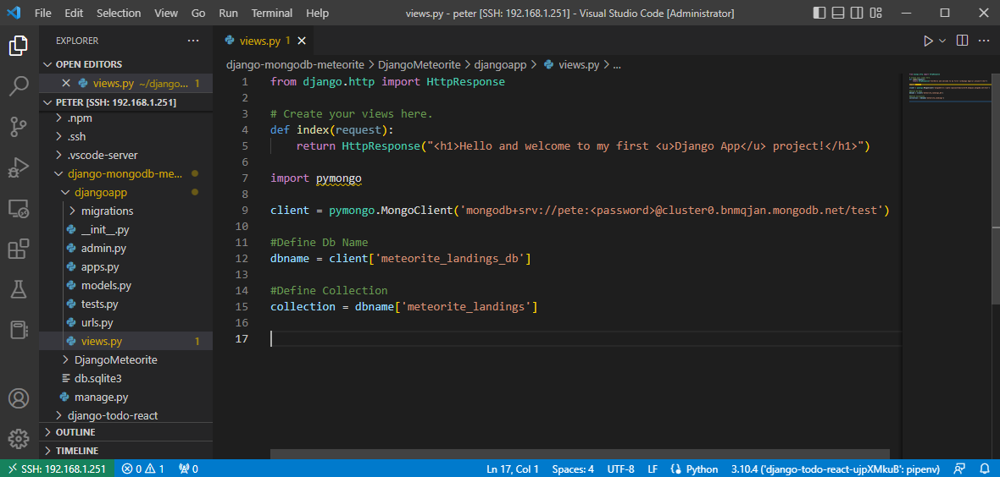 File Edit Selection View Go Run Terminal Help views.py - peter [SSH: 192.168.1.251] - Visual Studio Code [Administrator]
EXPLORER
OPEN EDITORS
views.py ~/django... 1
PETER [SSH: 192.168.1.251]
.npm
.ssh
.vscode-server
django-mongodb-me...
djangoapp
migrations
__init__.py
admin.py
apps.py
models.py
tests.py
urls.py
views.py 1
DjangoMeteorite
db.sqlite3
manage.py
django-todo-react
OUTLINE
TIMELINE
views.py 1
django-mongodb-meteorite > DjangoMeteorite > djangoapp > views.py > ...
1 from django.http import HttpResponse
2
3 # Create your views here.
4 def index(request):
5     return HttpResponse("<h1>Hello and welcome to my first <u>Django App</u> project!</h1>")
6
7 import pymongo
8
9 client = pymongo.MongoClient('mongodb+srv://pete:<password>@cluster0.bnmqjan.mongodb.net/test')
10
11 #Define Db Name
12 dbname = client['meteorite_landings_db']
13
14 #Define Collection
15 collection = dbname['meteorite_landings']
16
17
SSH: 192.168.1.251 0 1 0 Ln 17, Col 1 Spaces: 4 UTF-8 LF Python 3.10.4 ('django-todo-react-ujpXMkuB': pipenv)